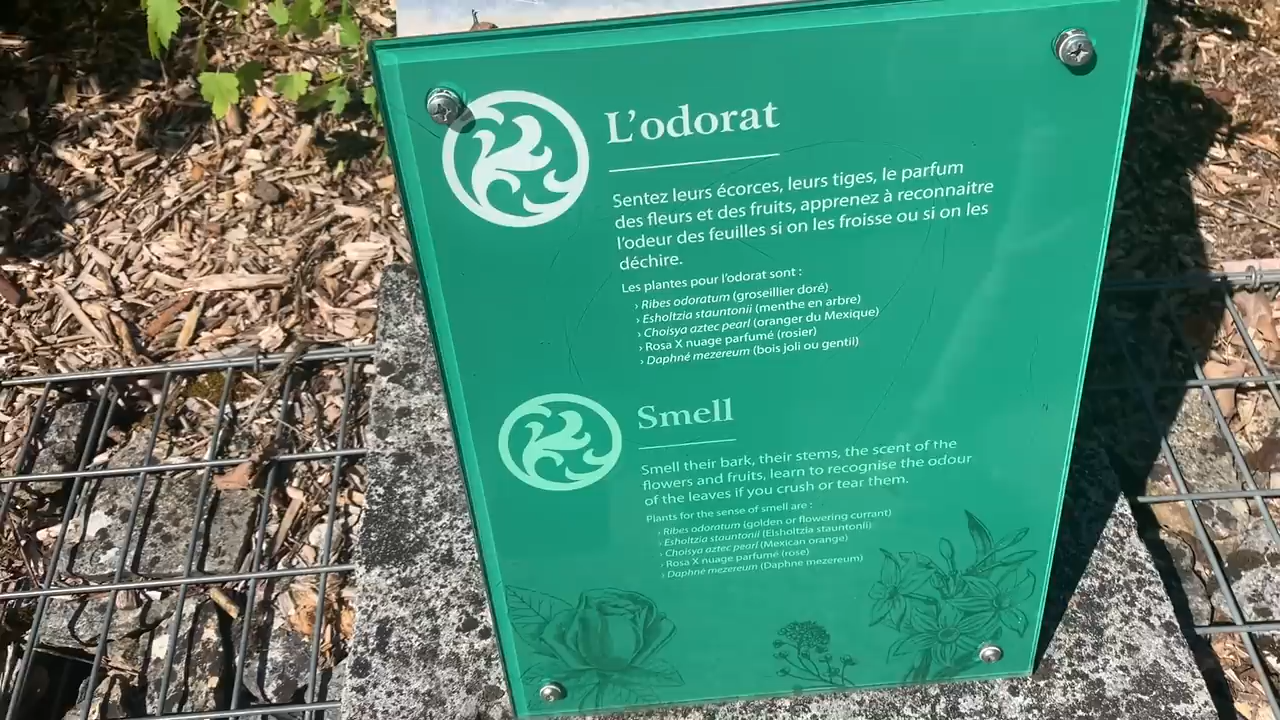 L'odorat
Sentez leurs écorces, leurs tiges, le parfum
des fleurs et des fruits, apprenez à reconnaitre
l'odeur des feuilles si on les froisse ou si on les
déchire.
Les plantes pour l'odorat sont :
› Ribes odoratum (groseillier doré)
› Esholtzia stauntonii (menthe en arbre)
› Choisya aztec pearl (oranger du Mexique)
› Rosa X nuage parfumé (rosier)
› Daphné mezereum (bois joli ou gentil)
Smell
Smell their bark, their stems, the scent of the
flowers and fruits, learn to recognise the odour
of the leaves if you crush or tear them.
Plants for the sense of smell are :
› Ribes odoratum (golden or flowering currant)
› Esholtzia stauntonii (Elsholtzia stauntonii)
› Choisya aztec pearl (Mexican orange)
› Rosa X nuage parfumé (rose)
› Daphné mezereum (Daphne mezereum)